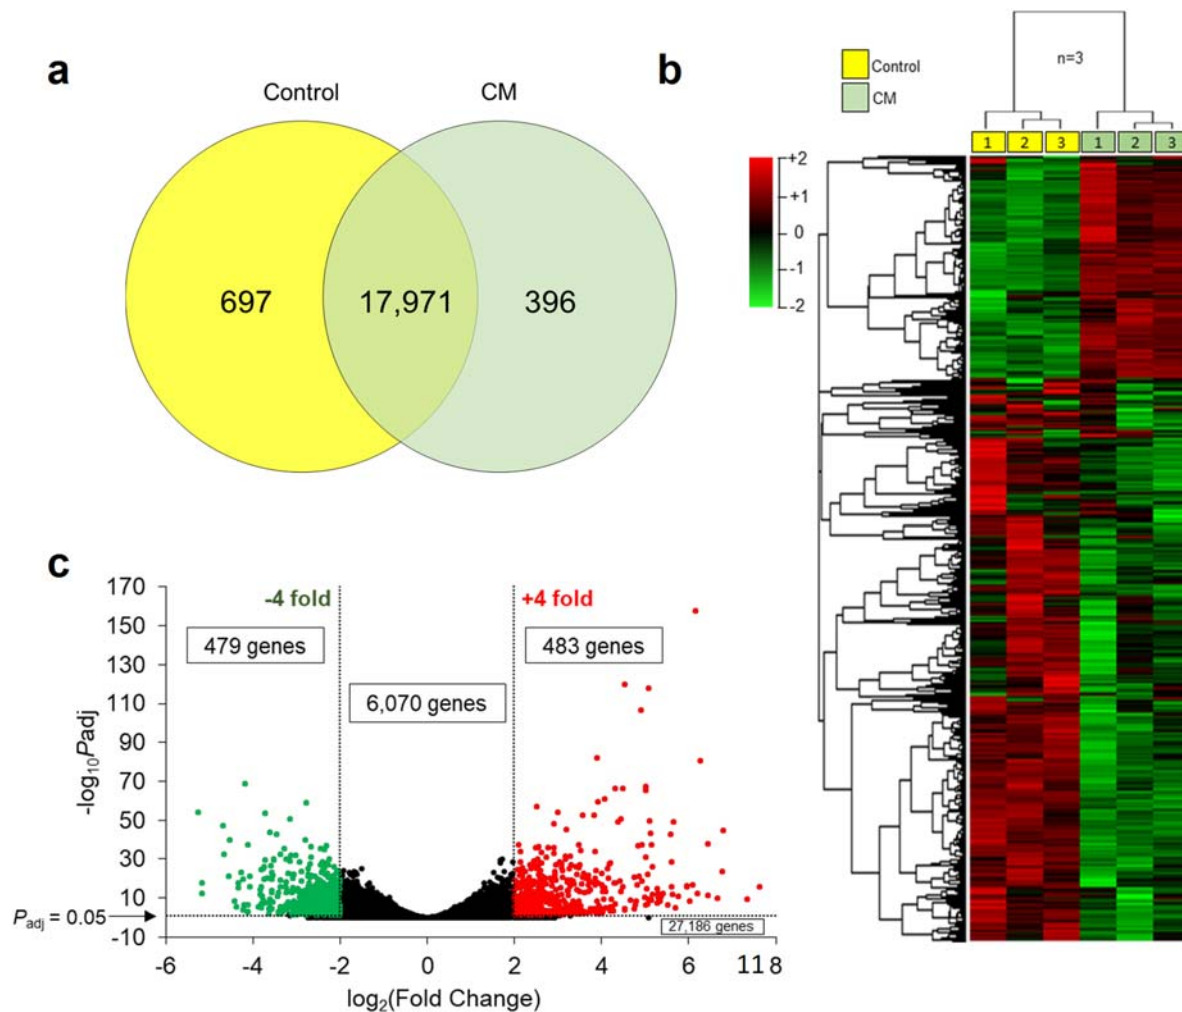 a
Control
CM
697
17,971
396
b
Control
CM
n=3
1 2 3 1 2 3
+2
+1
0
-1
-2
c
170
150
130
110
90
70
50
30
10
-10
-log10Padj
-4 fold
+4 fold
479 genes
483 genes
6,070 genes
Padj = 0.05
27,186 genes
-6 -4 -2 0 2 4 6 11 8
log2(Fold Change)